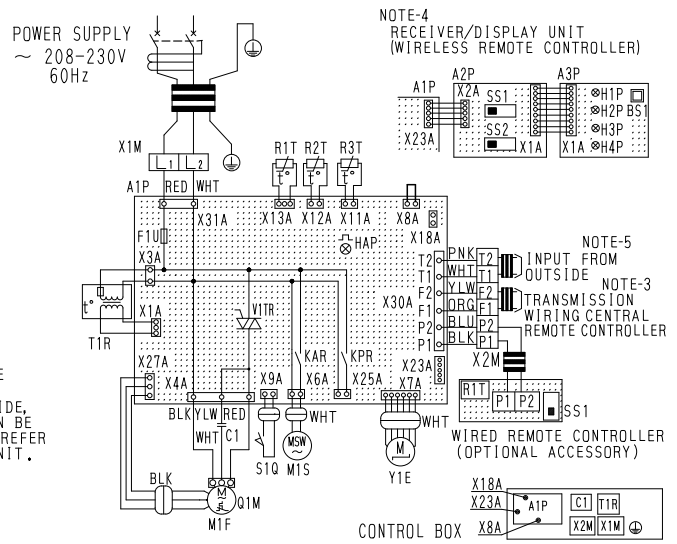 NOTE-4
RECEIVER/DISPLAY UNIT
(WIRELESS REMOTE CONTROLLER)
POWER SUPPLY
~ 208-230V
60Hz
A1P
X23A
A2P
X2A
SS1
SS2
X1A
A3P
X1A
H1P
H2P BS1
H3P
H4P
X1M
L1 L2
A1P RED WHT
R1T R2T R3T
t° t° t°
X31A
X13A X12A X11A X8A
F1U
HAP
X18A
X3A
t°
T1R
X1A
V1TR
X30A
T2 PNK T2
T1 WHT T1
F2 YLW F2
F1 ORG F1
P2 BLU P2
P1 BLK P1
NOTE-5
INPUT FROM
OUTSIDE
NOTE-3
TRANSMISSION
WIRING CENTRAL
REMOTE CONTROLLER
X2M
X27A
X4A
X9A
KAR
X6A
KPR
X25A
X23A
X7A
E
IDE,
N BE
REFER
NIT.
BLK YLW RED
WHT C1
WHT
WHT
S1Q
MSW
~
M1S
M
Y1E
R1T
P1 P2
SS1
WIRED REMOTE CONTROLLER
(OPTIONAL ACCESSORY)
BLK
M
~
Q1M
M1F
X18A
X23A
X8A
A1P
C1 T1R
X2M X1M
CONTROL BOX